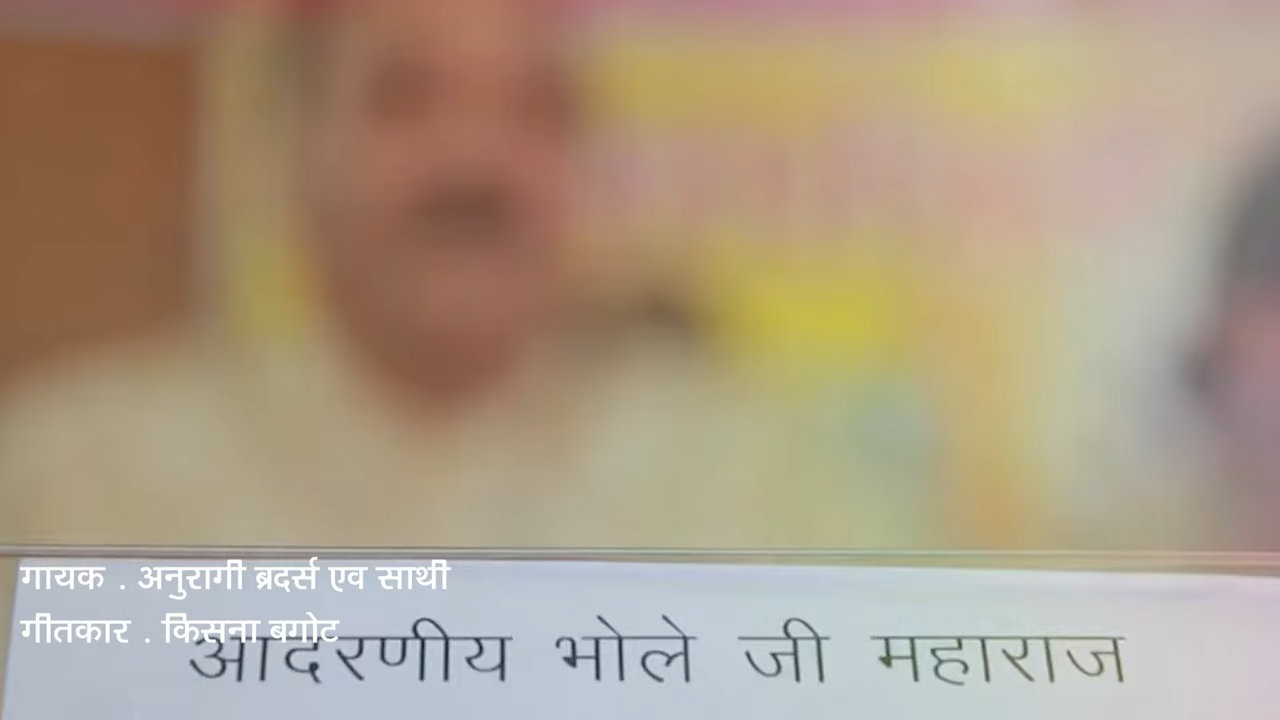 गायक . अनुरागी ब्रदर्स एव साथी
गीतकार . किसना बगोट
आदरणीय भोले जी महाराज